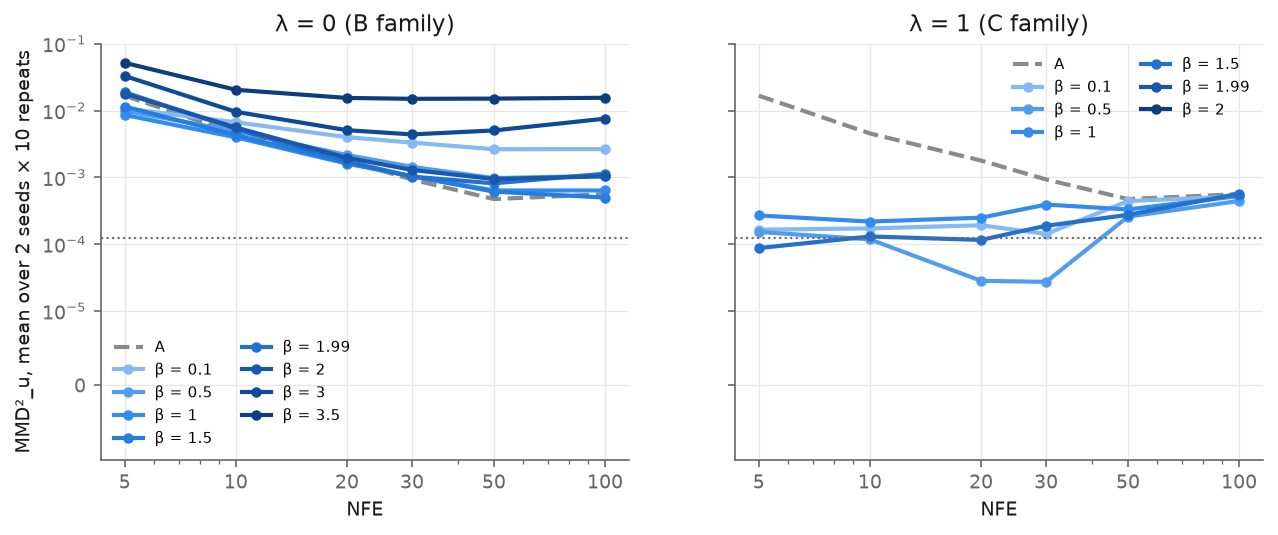 λ = 0 (B family)
MMD²_u, mean over 2 seeds × 10 repeats
10⁻¹
10⁻²
10⁻³
10⁻⁴
10⁻⁵
0
A
β = 0.1
β = 0.5
β = 1
β = 1.5
β = 1.99
β = 2
β = 3
β = 3.5
5 10 20 30 50 100
NFE
λ = 1 (C family)
A
β = 0.1
β = 0.5
β = 1
β = 1.5
β = 1.99
β = 2
5 10 20 30 50 100
NFE